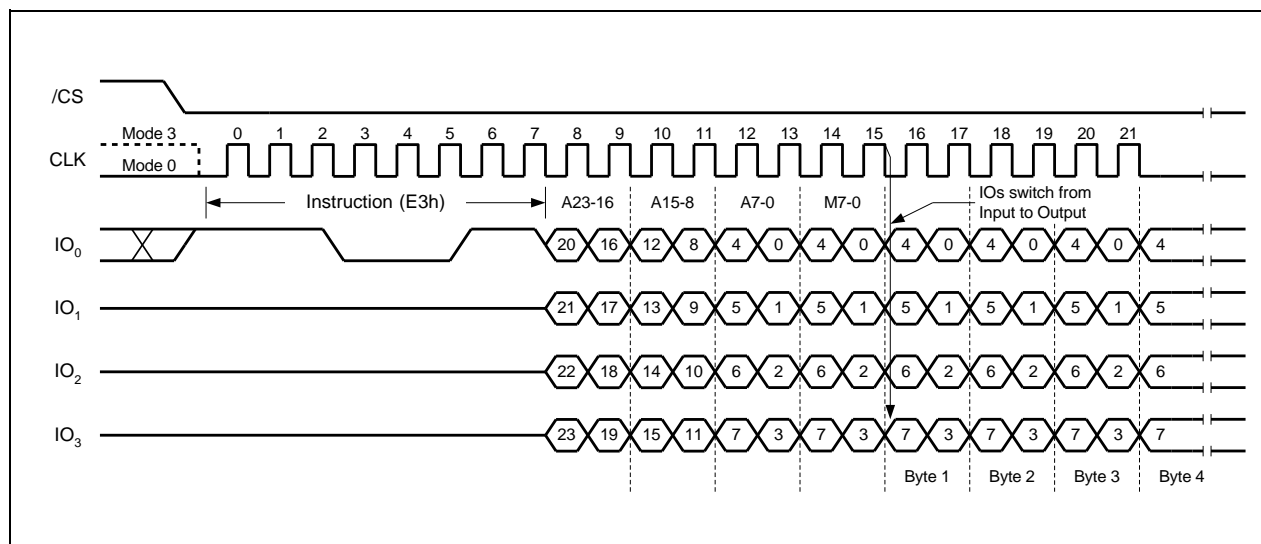 /CS
Mode 3
0 1 2 3 4 5 6 7 8 9 10 11 12 13 14 15 16 17 18 19 20 21
CLK
Mode 0
Instruction (E3h)
A23-16
A15-8
A7-0
M7-0
IOs switch from
Input to Output
IO0
20 16 12 8 4 0 4 0 4 0 4 0 4 0 4
IO1
21 17 13 9 5 1 5 1 5 1 5 1 5 1 5
IO2
22 18 14 10 6 2 6 2 6 2 6 2 6 2 6
IO3
23 19 15 11 7 3 7 3 7 3 7 3 7 3 7
Byte 1
Byte 2
Byte 3
Byte 4